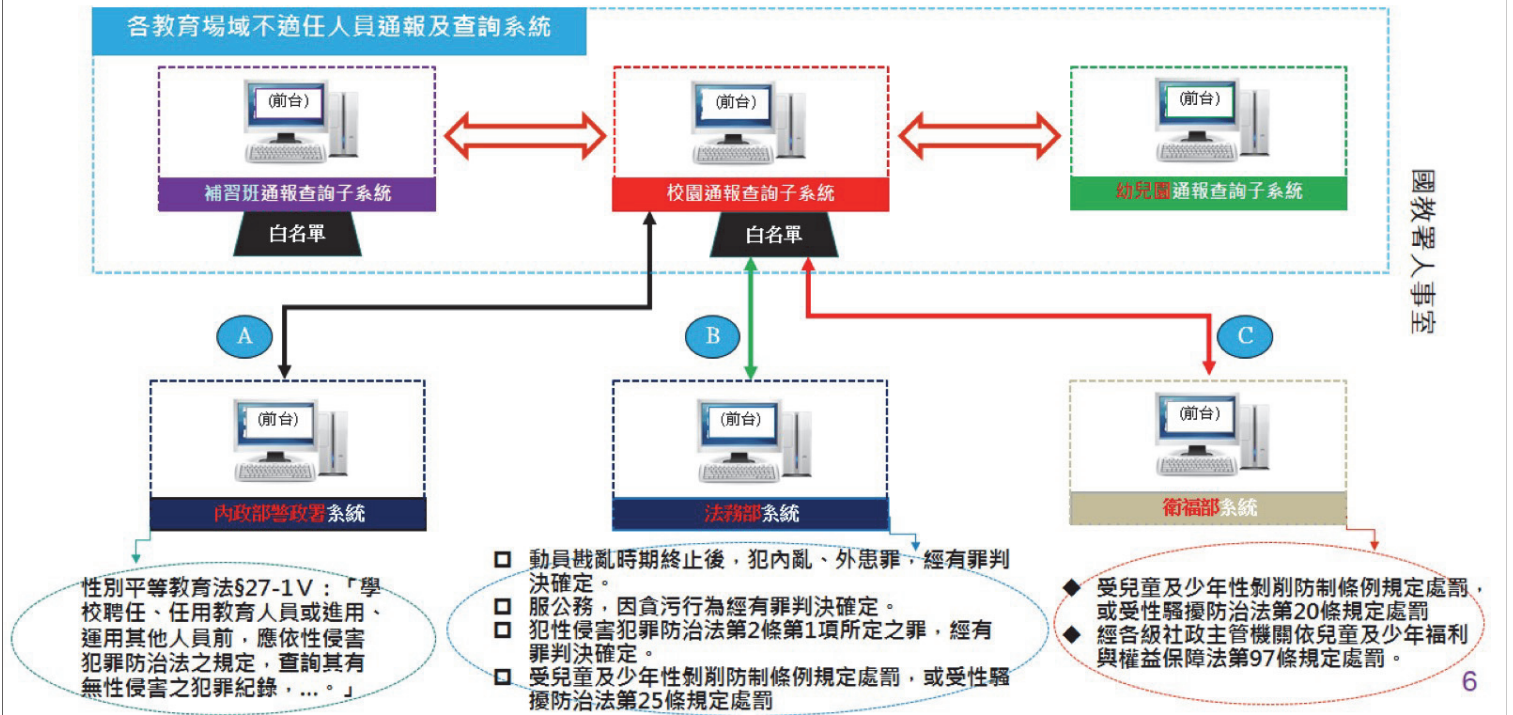 各教育場域不適任人員通報及查詢系統
(前台)
(前台)
(前台)
補習班通報查詢子系統
校園通報查詢子系統
幼兒園通報查詢子系統
白名單
白名單
國教署人事室
A
B
C
(前台)
(前台)
(前台)
內政部警政署系統
法務部系統
衛福部系統
性別平等教育法§27-1Ⅴ：「學
校聘任、任用教育人員或進用、
運用其他人員前，應依性侵害
犯罪防治法之規定，查詢其有
無性侵害之犯罪紀錄，…。」
動員戡亂時期終止後，犯內亂、外患罪，經有罪判
決確定。
服公務，因貪污行為經有罪判決確定。
犯性侵害犯罪防治法第2條第1項所定之罪，經有
罪判決確定。
受兒童及少年性剝削防制條例規定處罰，或受性騷
擾防治法第25條規定處罰
受兒童及少年性剝削防制條例規定處罰，
或受性騷擾防治法第20條規定處罰
經各級社政主管機關依兒童及少年福利
與權益保障法第97條規定處罰。
6